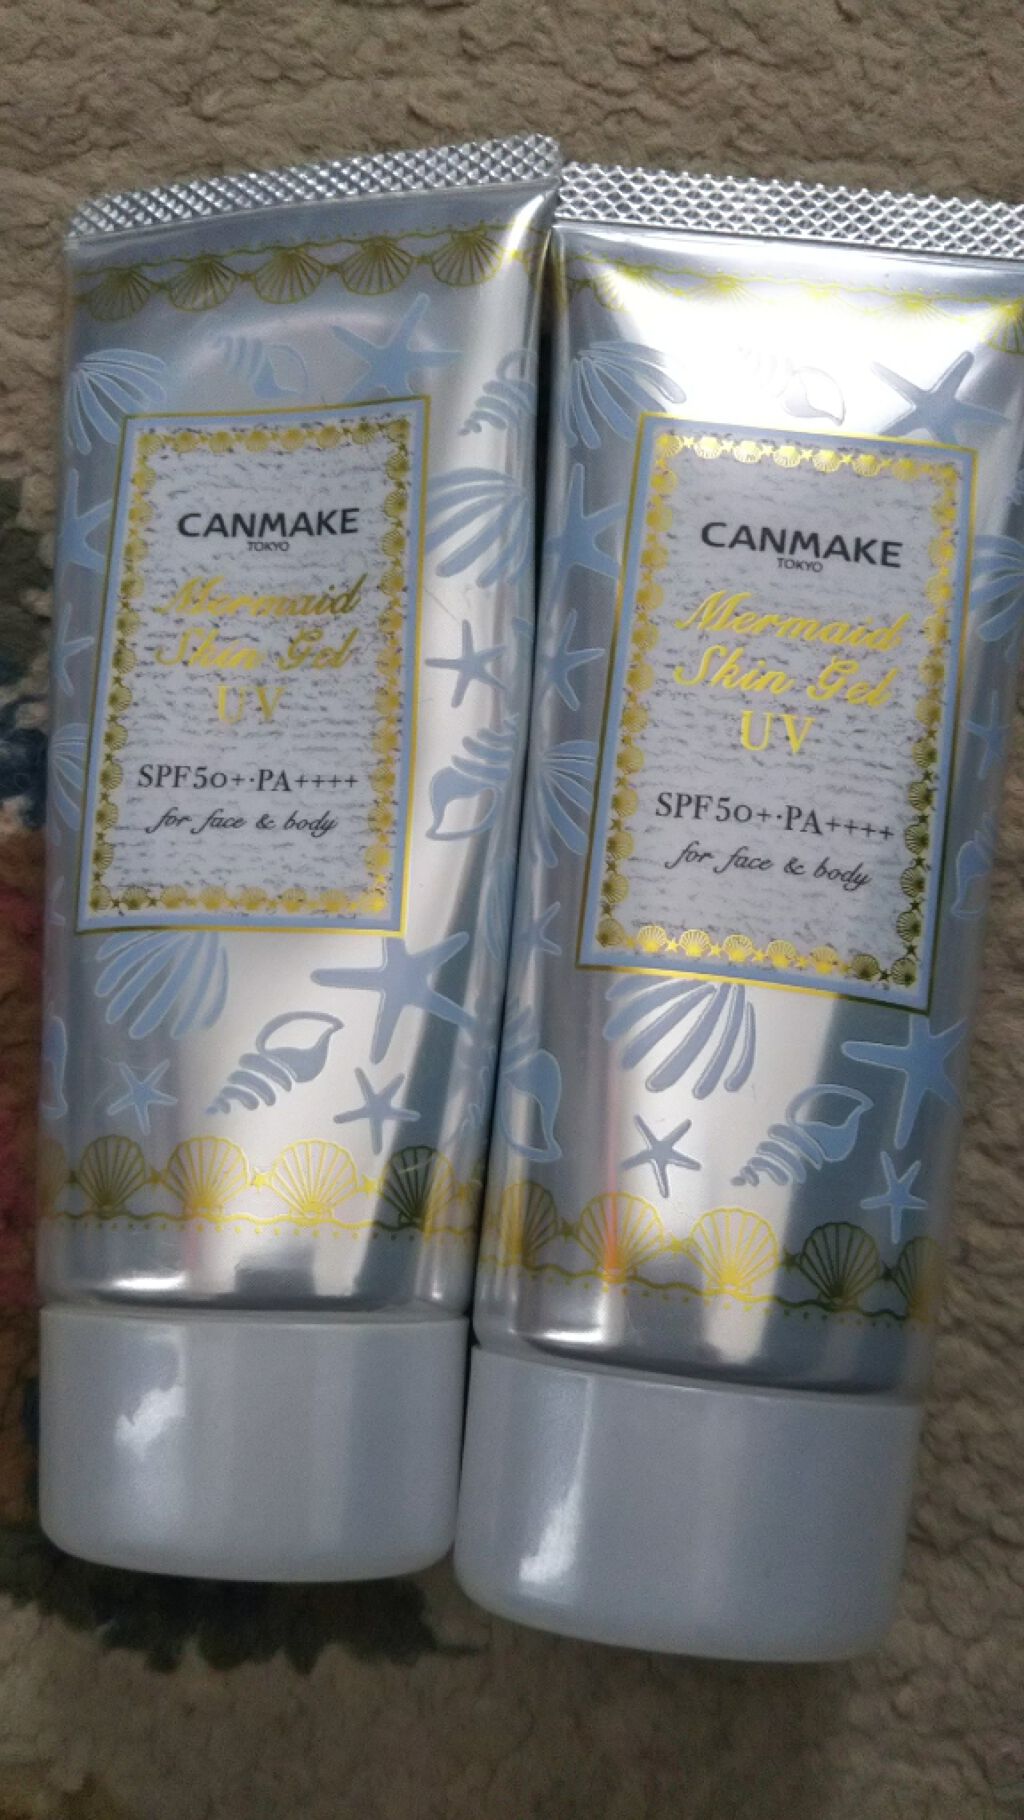 CANMAKE
TOKYO
Mermaid
Skin Gel
UV
SPF50+·PA++++
for face & body
CANMAKE
TOKYO
Mermaid
Skin Gel
UV
SPF50+·PA++++
for face & body